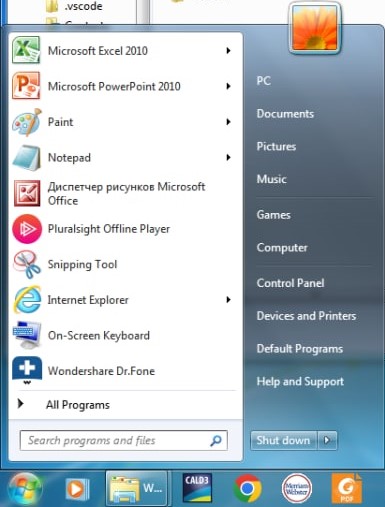 .vscode
Microsoft Excel 2010
Microsoft PowerPoint 2010
Paint
Notepad
Диспетчер рисунков Microsoft
Office
Pluralsight Offline Player
Snipping Tool
Internet Explorer
On-Screen Keyboard
Wondershare Dr.Fone
All Programs
Search programs and files
PC
Documents
Pictures
Music
Games
Computer
Control Panel
Devices and Printers
Default Programs
Help and Support
Shut down
W...
CALD3
Merriam
Webster
PDF